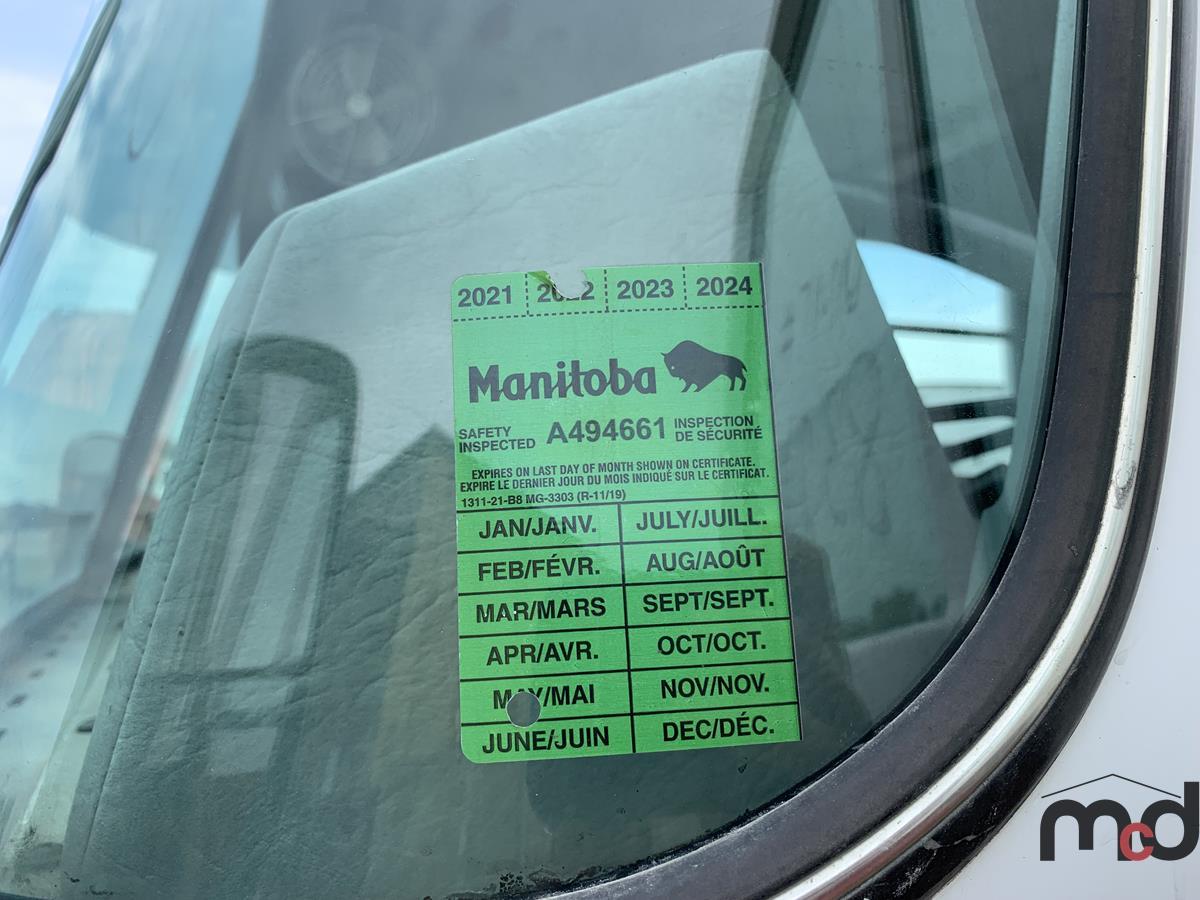 2021 2022 2023 2024
Manitoba
SAFETY INSPECTED A494661 INSPECTION DE SÉCURITÉ
EXPIRES ON LAST DAY OF MONTH SHOWN ON CERTIFICATE.
EXPIRE LE DERNIER JOUR DU MOIS INDIQUÉ SUR LE CERTIFICAT.
1311-21-B8 MG-3303 (R-11/19)
JAN/JANV. JULY/JUILL.
FEB/FÉVR. AUG/AOÛT
MAR/MARS SEPT/SEPT.
APR/AVR. OCT/OCT.
MAY/MAI NOV/NOV.
JUNE/JUIN DEC/DÉC.
mcd